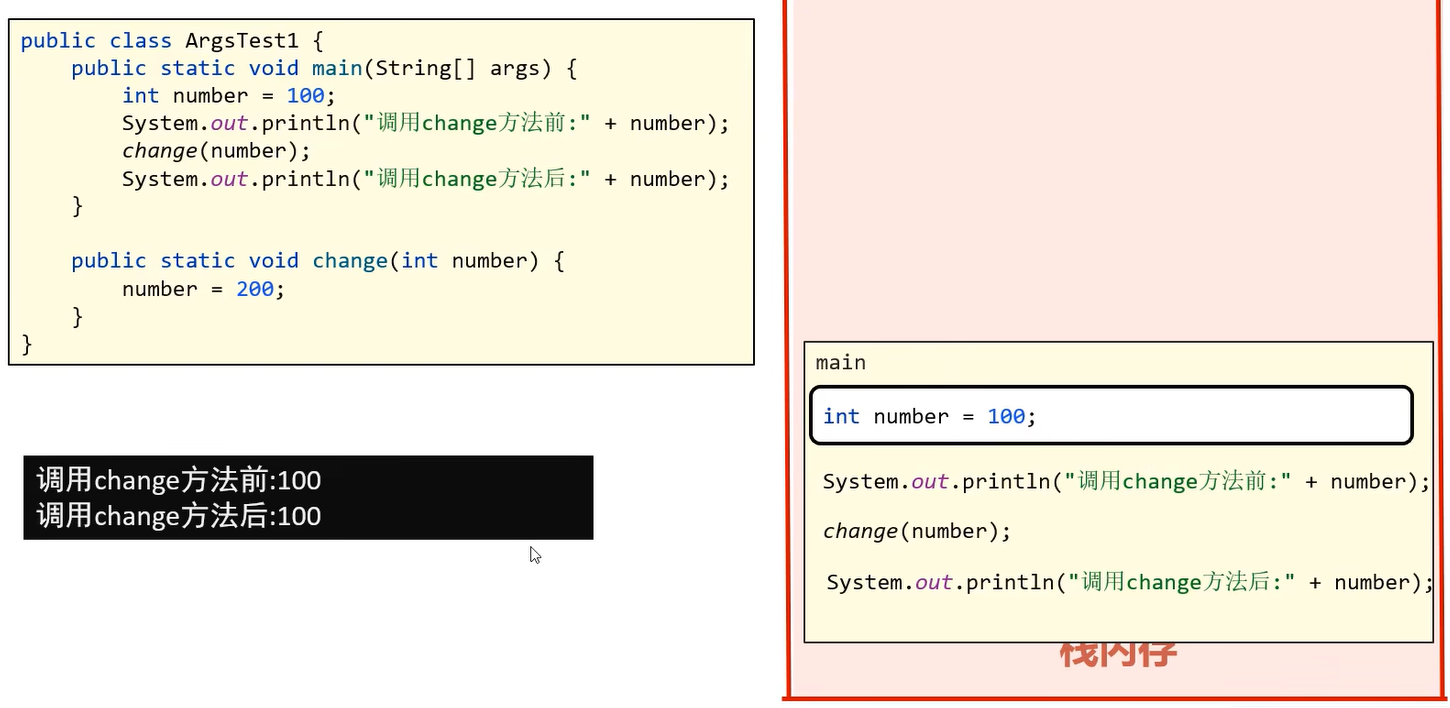 public class ArgsTest1 {
    public static void main(String[] args) {
        int number = 100;
        System.out.println("调用change方法前:" + number);
        change(number);
        System.out.println("调用change方法后:" + number);
    }
    public static void change(int number) {
        number = 200;
    }
}
调用change方法前:100
调用change方法后:100
main
int number = 100;
System.out.println("调用change方法前:" + number);
change(number);
System.out.println("调用change方法后:" + number);
栈内存